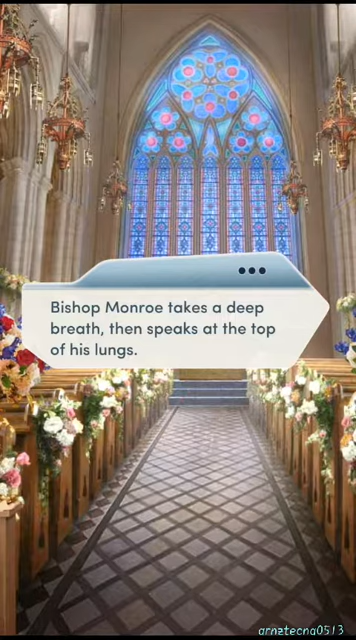 Bishop Monroe takes a deep
breath, then speaks at the top
of his lungs.
arnatecna0513